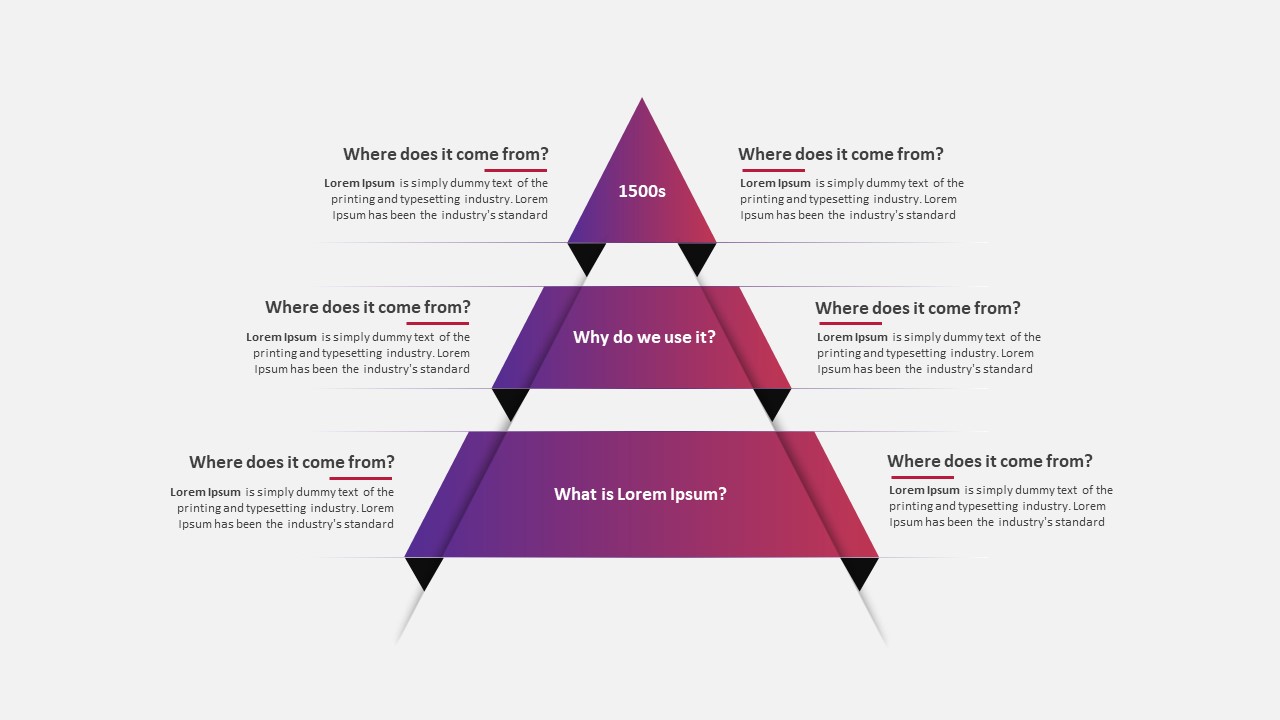 Where does it come from?
Lorem Ipsum is simply dummy text of the
printing and typesetting industry. Lorem
Ipsum has been the industry's standard
1500s
Where does it come from?
Lorem Ipsum is simply dummy text of the
printing and typesetting industry. Lorem
Ipsum has been the industry's standard
Where does it come from?
Lorem Ipsum is simply dummy text of the
printing and typesetting industry. Lorem
Ipsum has been the industry's standard
Why do we use it?
Where does it come from?
Lorem Ipsum is simply dummy text of the
printing and typesetting industry. Lorem
Ipsum has been the industry's standard
Where does it come from?
Lorem Ipsum is simply dummy text of the
printing and typesetting industry. Lorem
Ipsum has been the industry's standard
What is Lorem Ipsum?
Where does it come from?
Lorem Ipsum is simply dummy text of the
printing and typesetting industry. Lorem
Ipsum has been the industry's standard